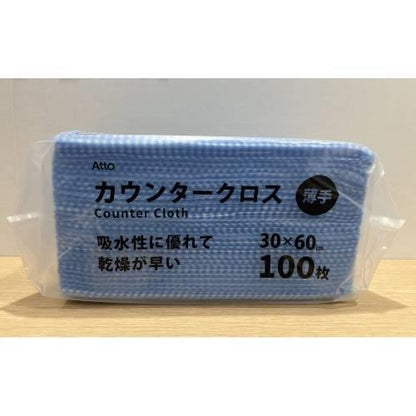 Atto
カウンタークロス 薄手
Counter Cloth
吸水性に優れて
乾燥が早い
30×60cm
100枚